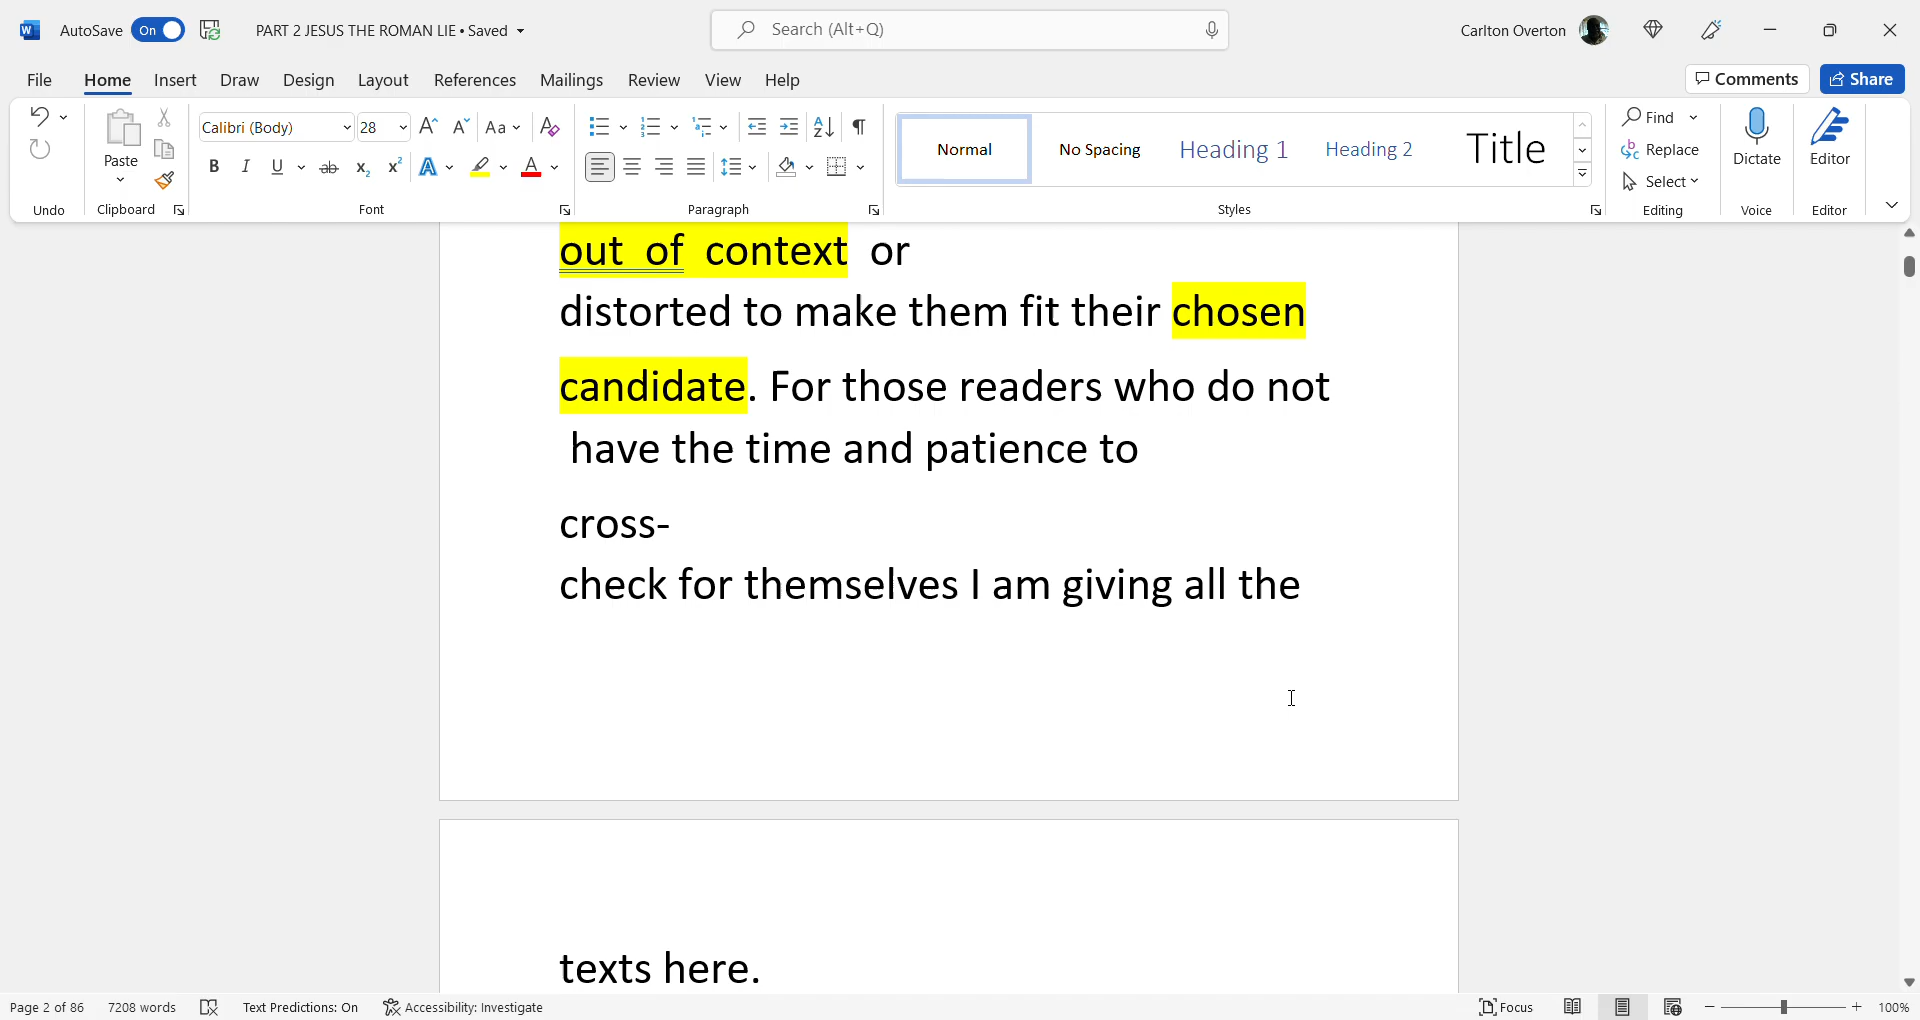 AutoSave On PART 2 JESUS THE ROMAN LIE • Saved Search (Alt+Q) Carlton Overton
File Home Insert Draw Design Layout References Mailings Review View Help Comments Share
Calibri (Body) 28 Aa Normal No Spacing Heading 1 Heading 2 Title Find
Paste B I U ab x₂ x² A A Replace Dictate Editor
Select
Undo Clipboard Font Paragraph Styles Editing Voice Editor
out of context or
distorted to make them fit their chosen
candidate. For those readers who do not
have the time and patience to
cross-
check for themselves I am giving all the
texts here.
Page 2 of 86 7208 words Text Predictions: On Accessibility: Investigate Focus 100%